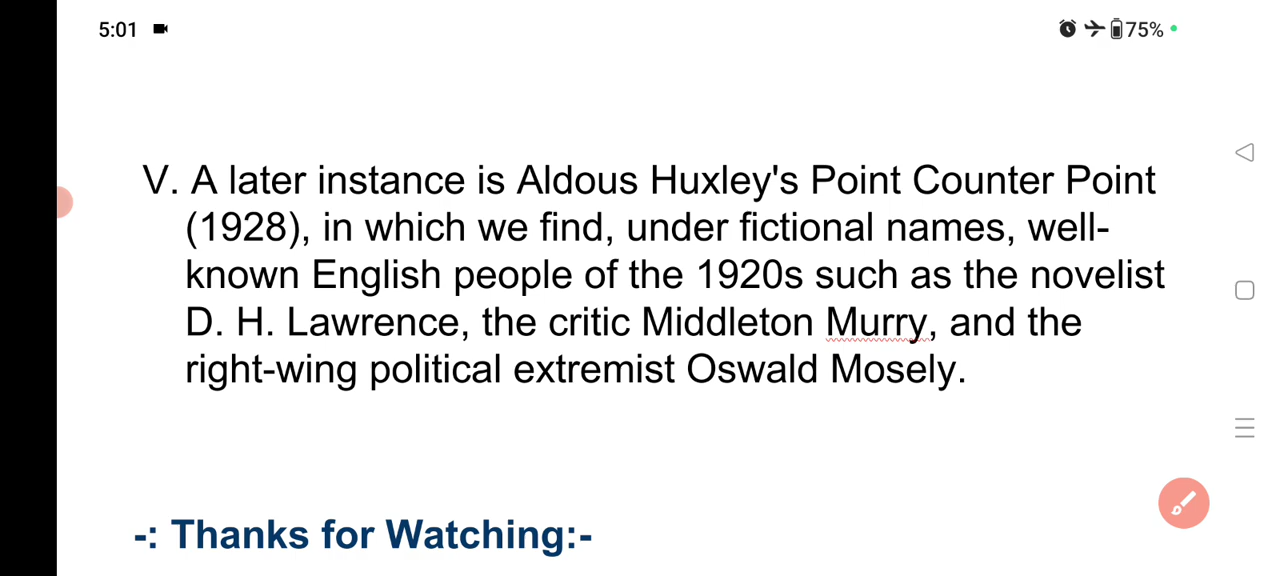 5:01
75%
V. A later instance is Aldous Huxley's Point Counter Point
(1928), in which we find, under fictional names, well-
known English people of the 1920s such as the novelist
D. H. Lawrence, the critic Middleton Murry, and the
right-wing political extremist Oswald Mosely.
-: Thanks for Watching:-